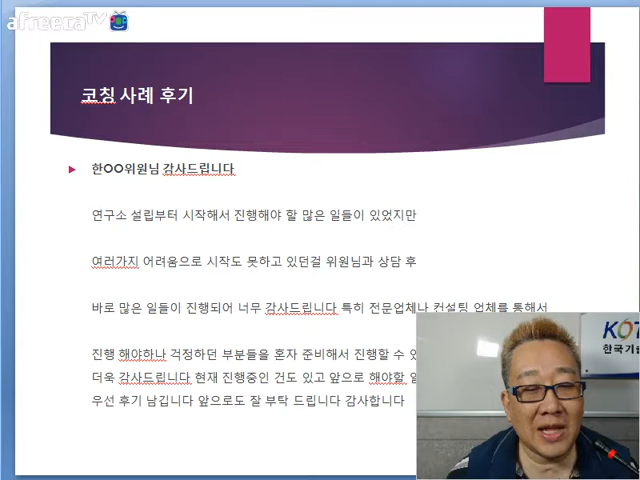 afreecaTV
코칭 사례 후기
한OO위원님 감사드립니다
연구소 설립부터 시작해서 진행해야 할 많은 일들이 있었지만
여러가지 어려움으로 시작도 못하고 있던걸 위원님과 상담 후
바로 많은 일들이 진행되어 너무 감사드립니다 특히 전문업체나 컨설팅 업체를 통해서
진행 해야하나 걱정하던 부분들을 혼자 준비해서 진행할 수
더욱 감사드립니다 현재 진행중인 건도 있고 앞으로 해야할
우선 후기 남깁니다 앞으로도 잘 부탁 드립니다 감사합니다
한국기